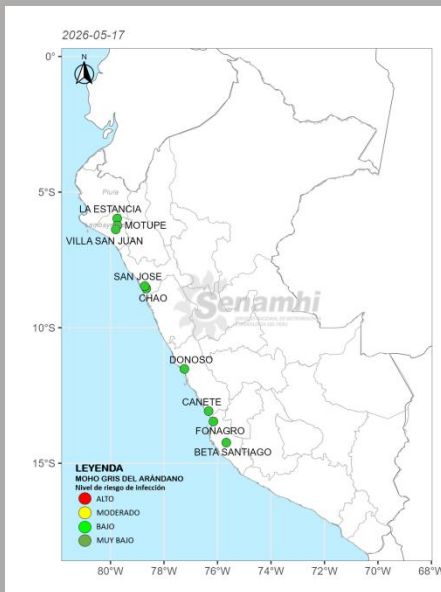 2026-05-17
N
0°
5°S
10°S
15°S
Piura
LA ESTANCIA
MOTUPE
VILLA SAN JUAN
SAN JOSE
CHAO
Senamhi
DONOSO
CANETE
FONAGRO
BETA SANTIAGO
LEYENDA
MOHO GRIS DEL ARÁNDANO
Nivel de riesgo de infección
ALTO
MODERADO
BAJO
MUY BAJO
80°W 78°W 76°W 74°W 72°W 70°W 68°W